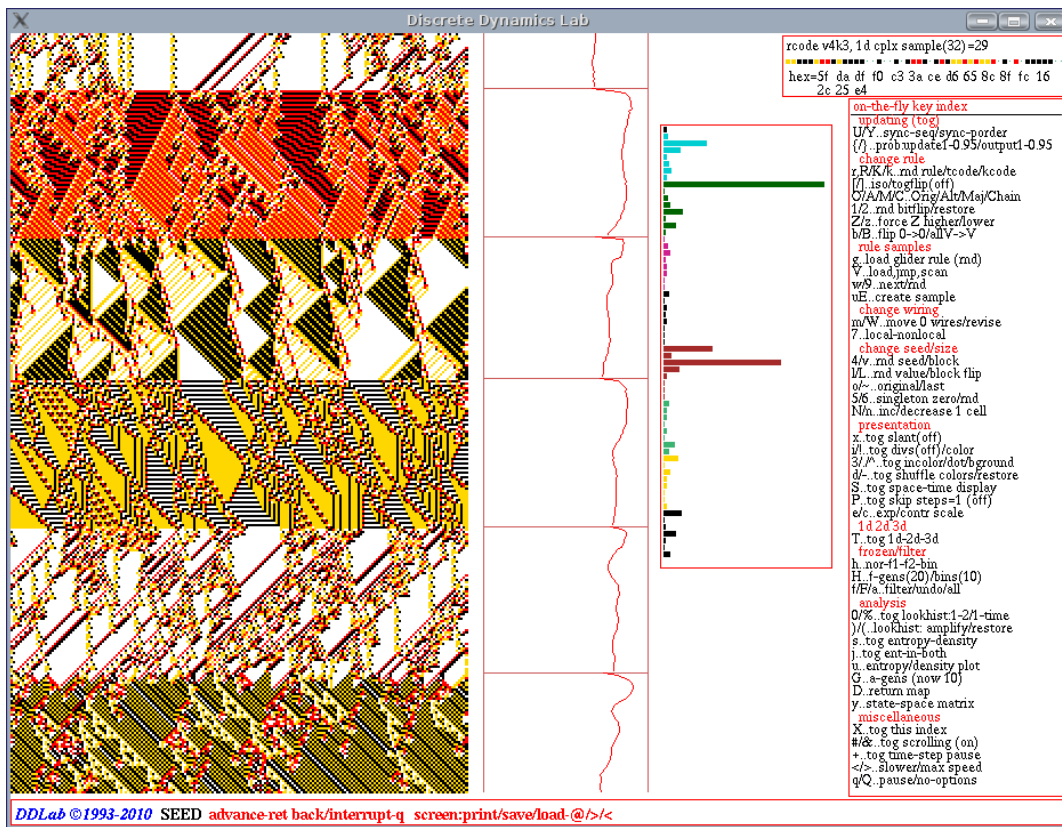 Discrete Dynamics Lab
rcode v4k3, 1d cplx sample(32)=29
hex=5f da df f0 c3 3a ce d6 65 8c 8f fc 16
2c 25 e4
on-the-fly key index
updating (tog)
U/Y..sync-seq/sync-porder
{/}..prob:update1-0.95/output1-0.95
change rule
r,R/K/k..rnd rule/tcode/kcode
[/]..iso/togflip(off)
O/A/M/C..Orig/Alt/Maj/Chain
1/2..rnd bitflip/restore
Z/z..force Z higher/lower
b/B..flip 0->0/allV->V
rule samples
g..load glider rule (rnd)
V..load,jmp,scan
w/9..next/rnd
uE..create sample
change wiring
m/W..move 0 wires/revise
7..local-nonlocal
change seed/size
4/v..rnd seed/block
l/L..rnd value/block flip
o/~..original/last
5/6..singleton zero/rnd
N/n..inc/decrease 1 cell
presentation
x..tog slant(off)
i/!..tog divs(off)/color
3/./^..tog incolor/dot/bground
d/-..tog shuffle colors/restore
S..tog space-time display
P..tog skip steps=1 (off)
e/c..exp/contr scale
1d 2d 3d
T..tog 1d-2d-3d
frozen/filter
h..nor-f1-f2-bin
H..f-gens(20)/bins(10)
f/F/a..filter/undo/all
analysis
0/%..tog lookhist:1-2/1-time
)/(..lookhist: amplify/restore
s..tog entropy-density
j..tog ent-in-both
u..entropy/density plot
G..a-gens (now 10)
D..return map
y..state-space matrix
miscellaneous
X..tog this index
#/&..tog scrolling (on)
+..tog time-step pause
</>..slower/max speed
q/Q..pause/no-options
DDLab ©1993-2010 SEED advance-ret back/interrupt-q screen:print/save/load-@/>/<